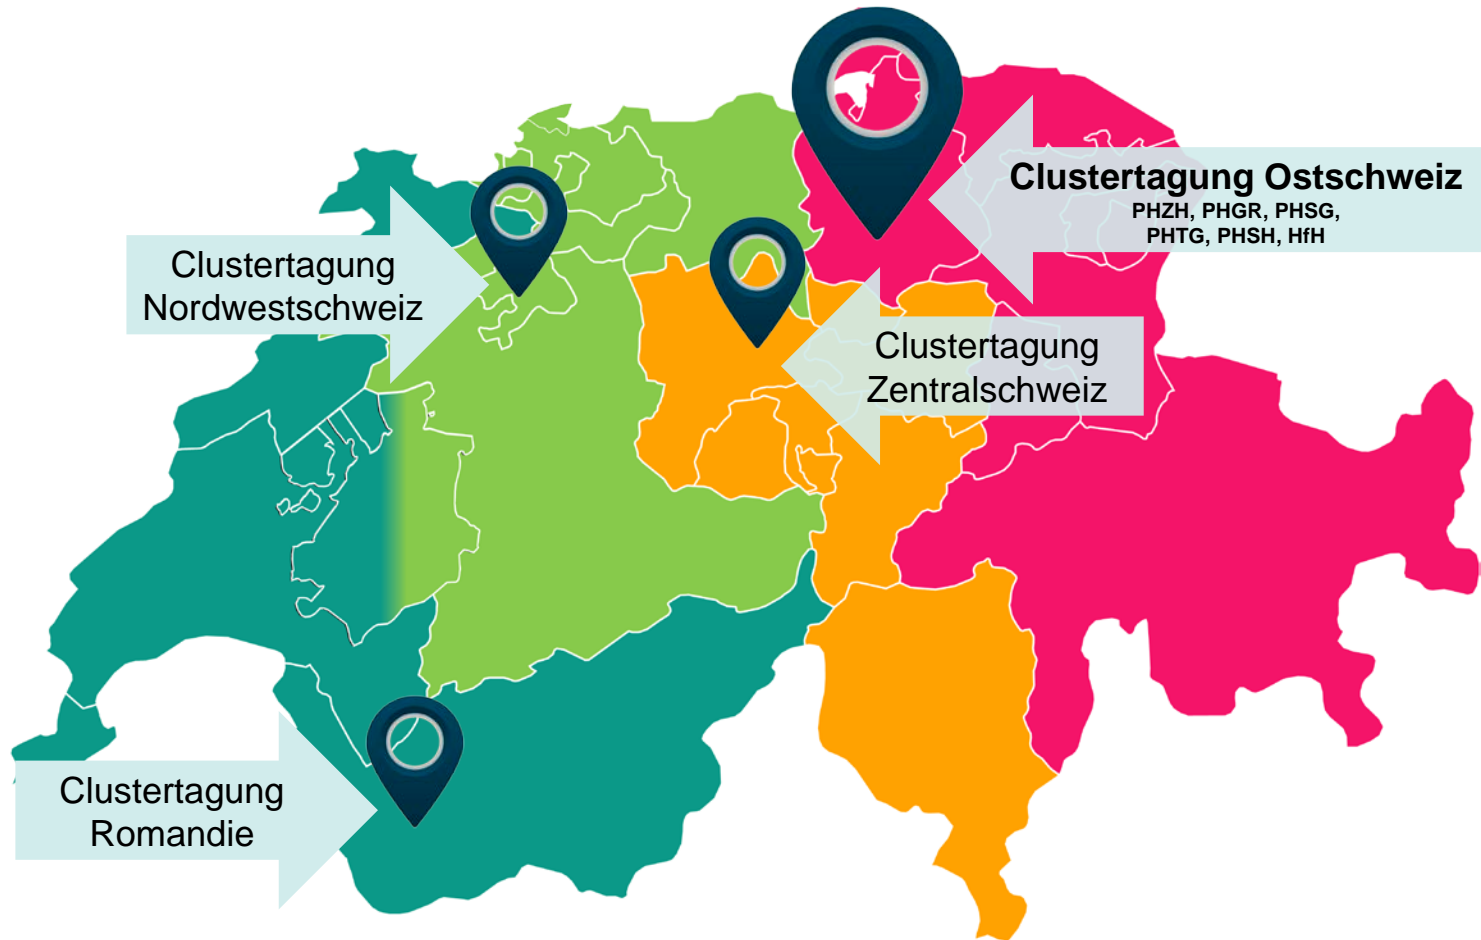 Clustertagung Ostschweiz
PHZH, PHGR, PHSG,
PHTG, PHSH, HfH
Clustertagung
Nordwestschweiz
Clustertagung
Zentralschweiz
Clustertagung
Romandie